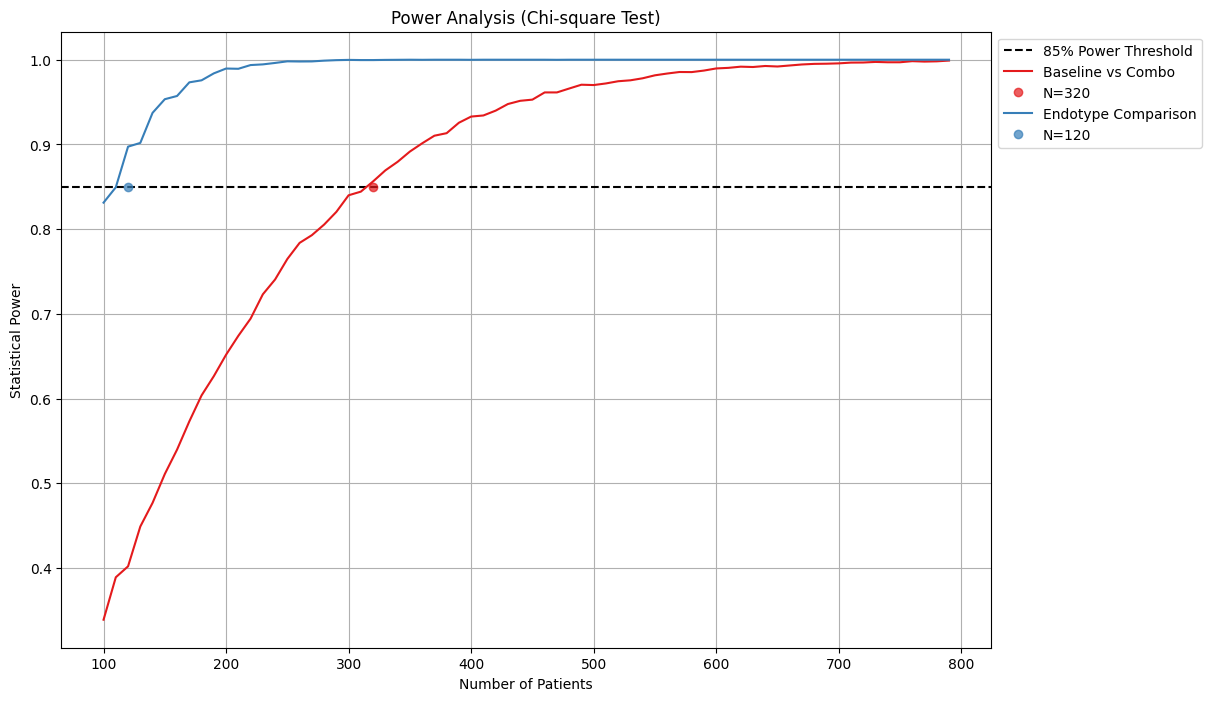 Power Analysis (Chi-square Test)
1.0
0.9
0.8
0.7
0.6
0.5
0.4
Statistical Power
100 200 300 400 500 600 700 800
Number of Patients
85% Power Threshold
Baseline vs Combo
N=320
Endotype Comparison
N=120